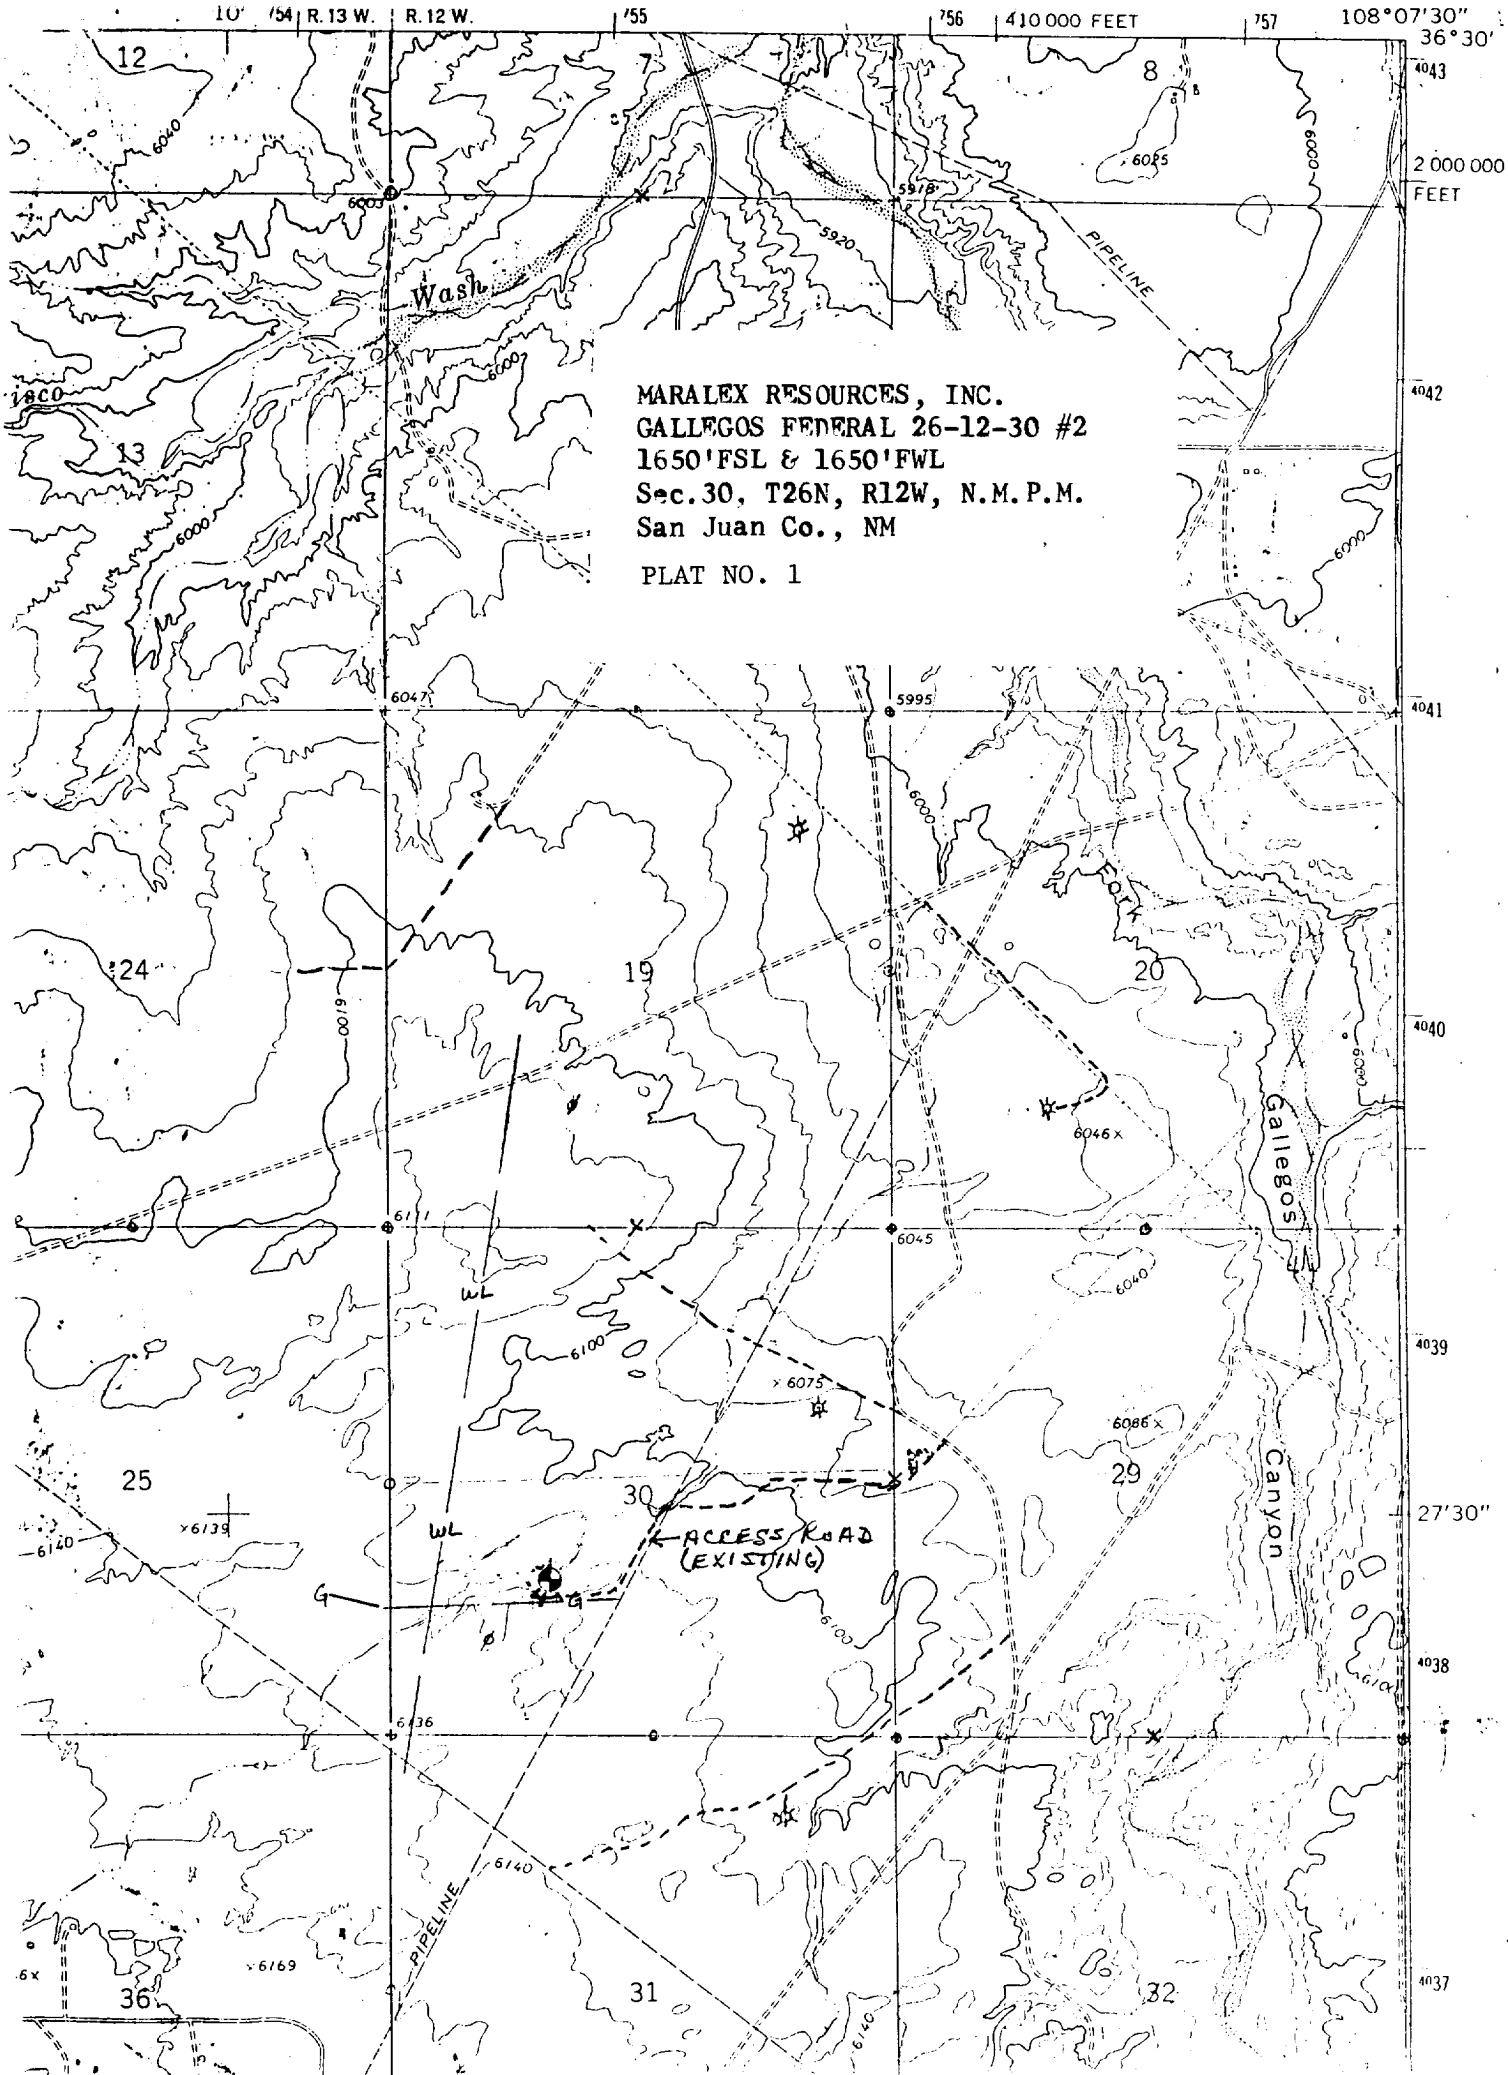 10' 754 R. 13 W. R. 12 W. 755 756 410 000 FEET 757 108°07'30"
36°30'
12 7 8 4043
6040
6025 6000
2 000 000
FEET
6003 5918
5920
PIPELINE
Wash
6000
MARALEX RESOURCES, INC.
GALLEGOS FEDERAL 26-12-30 #2
1650'FSL & 1650'FWL
Sec.30, T26N, R12W, N.M.P.M.
San Juan Co., NM
PLAT NO. 1
4042
13
6000
6000
6047 5995 4041
6000
Fork
24 19 20
6100
4040
6000
6046
Gallegos
6045
6040
WL
6100 4039
6075
6066
25 30 29
Canyon
27'30"
6139
6140
WL
ACCESS ROAD
(EXISTING)
G G
6100
4038
6136
6140
PIPELINE
6169
36 31 32 4037
6140